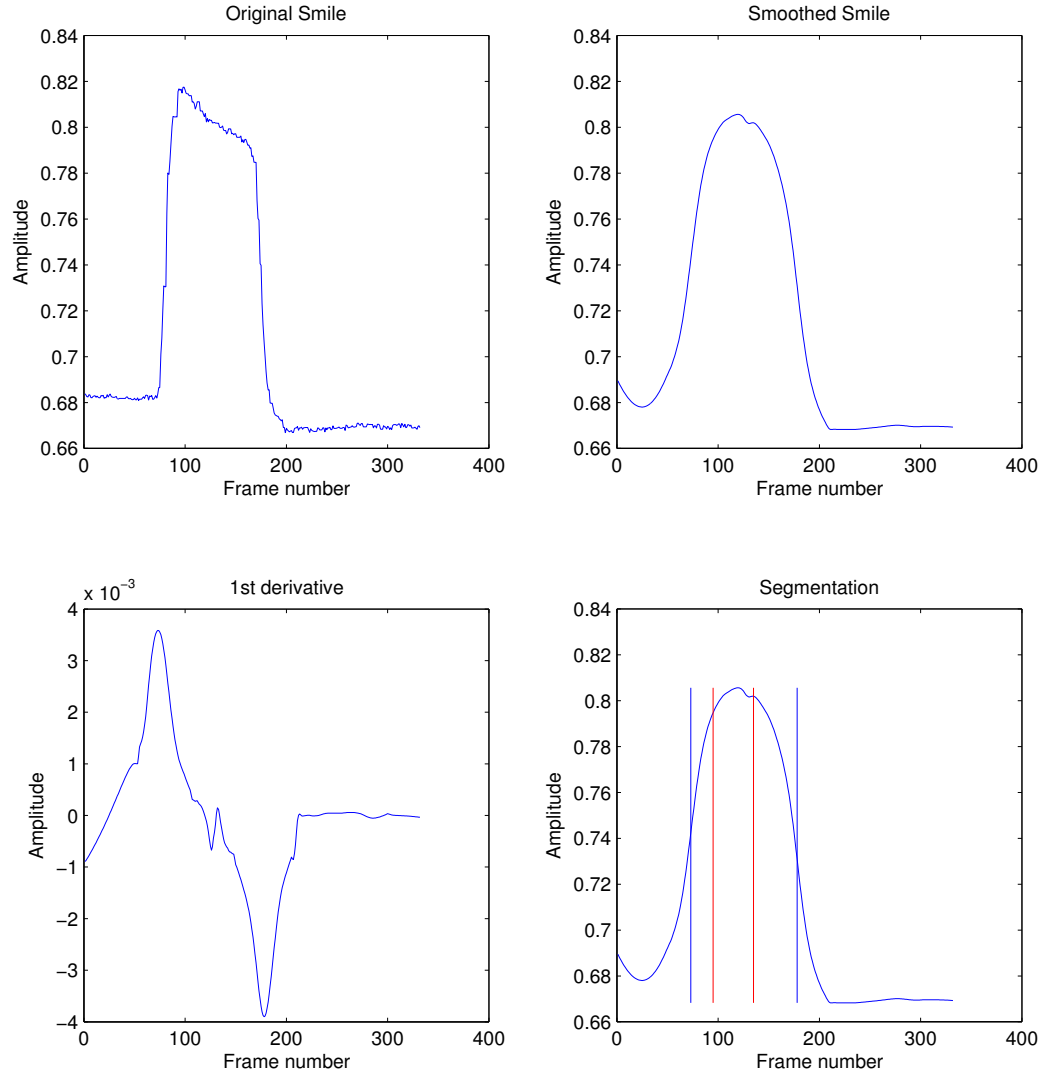 Original Smile
0.84
0.82
0.8
0.78
0.76
0.74
0.72
0.7
0.68
0.66
Amplitude
0 100 200 300 400
Frame number
Smoothed Smile
0.84
0.82
0.8
0.78
0.76
0.74
0.72
0.7
0.68
0.66
Amplitude
0 100 200 300 400
Frame number
1st derivative
x 10⁻³
4
3
2
1
0
−1
−2
−3
−4
Amplitude
0 100 200 300 400
Frame number
Segmentation
0.84
0.82
0.8
0.78
0.76
0.74
0.72
0.7
0.68
0.66
Amplitude
0 100 200 300 400
Frame number